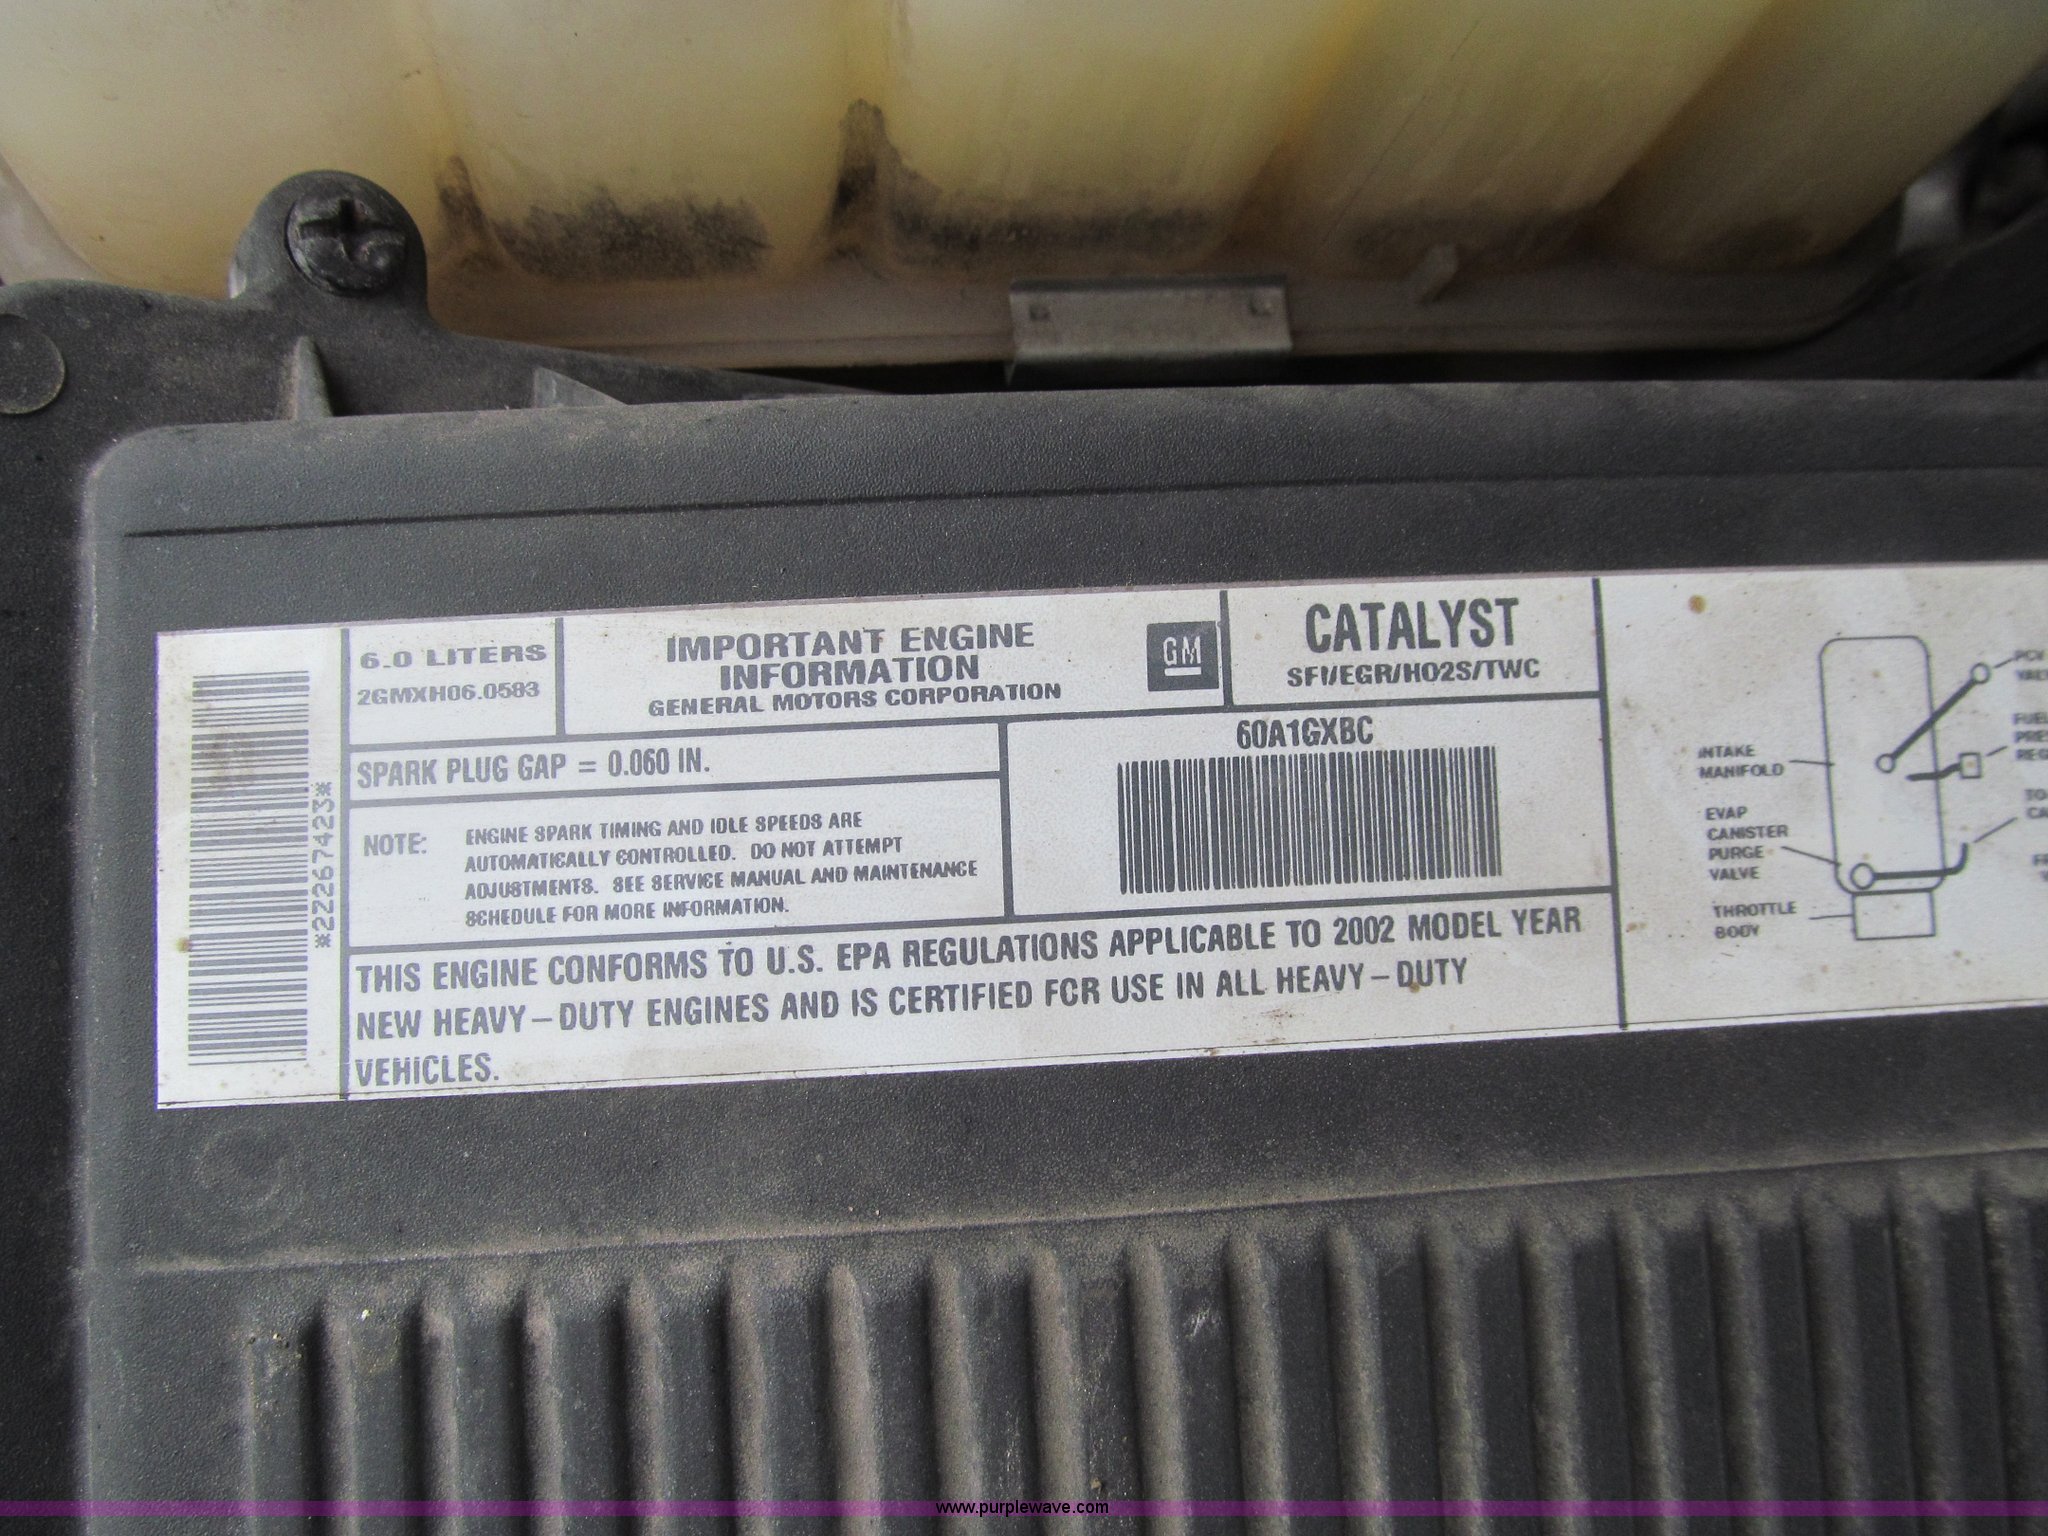 6.0 LITERS
2GMXH06.0583
IMPORTANT ENGINE
INFORMATION
GENERAL MOTORS CORPORATION
GM
CATALYST
SFI/EGR/HO2S/TWC
SPARK PLUG GAP = 0.060 IN.
60A1GXBC
NOTE: ENGINE SPARK TIMING AND IDLE SPEEDS ARE
AUTOMATICALLY CONTROLLED. DO NOT ATTEMPT
ADJUSTMENTS. SEE SERVICE MANUAL AND MAINTENANCE
SCHEDULE FOR MORE INFORMATION.
THIS ENGINE CONFORMS TO U.S. EPA REGULATIONS APPLICABLE TO 2002 MODEL YEAR
NEW HEAVY-DUTY ENGINES AND IS CERTIFIED FOR USE IN ALL HEAVY-DUTY
VEHICLES.
*22267423*
PCV
INTAKE
MANIFOLD
EVAP
CANISTER
PURGE
VALVE
THROTTLE
BODY
TO
www.purplewave.com